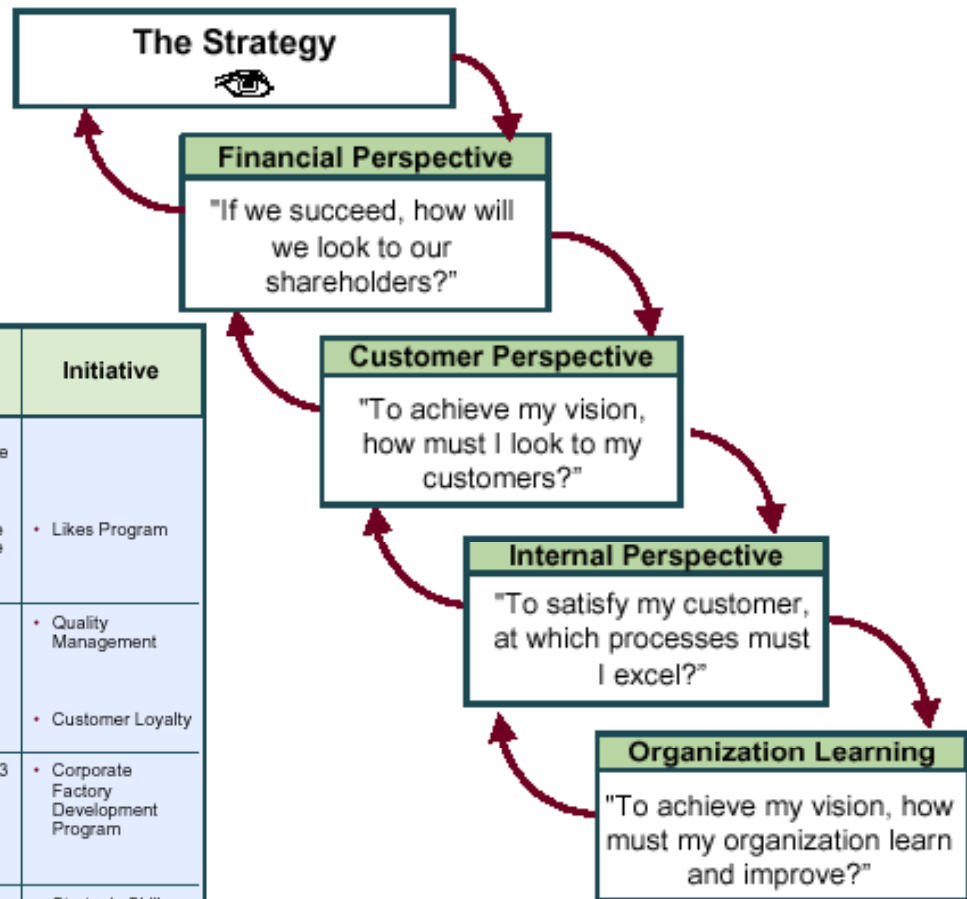 The Strategy
Financial Perspective
"If we succeed, how will
we look to our
shareholders?”
Customer Perspective
"To achieve my vision,
how must I look to my
customers?”
Internal Perspective
"To satisfy my customer,
at which processes must
I excel?”
Organization Learning
"To achieve my vision, how
must my organization learn
and improve?”
Initiative
• Likes Program
• Quality
Management
• Customer Loyalty
3
• Corporate
Factory
Development
Program